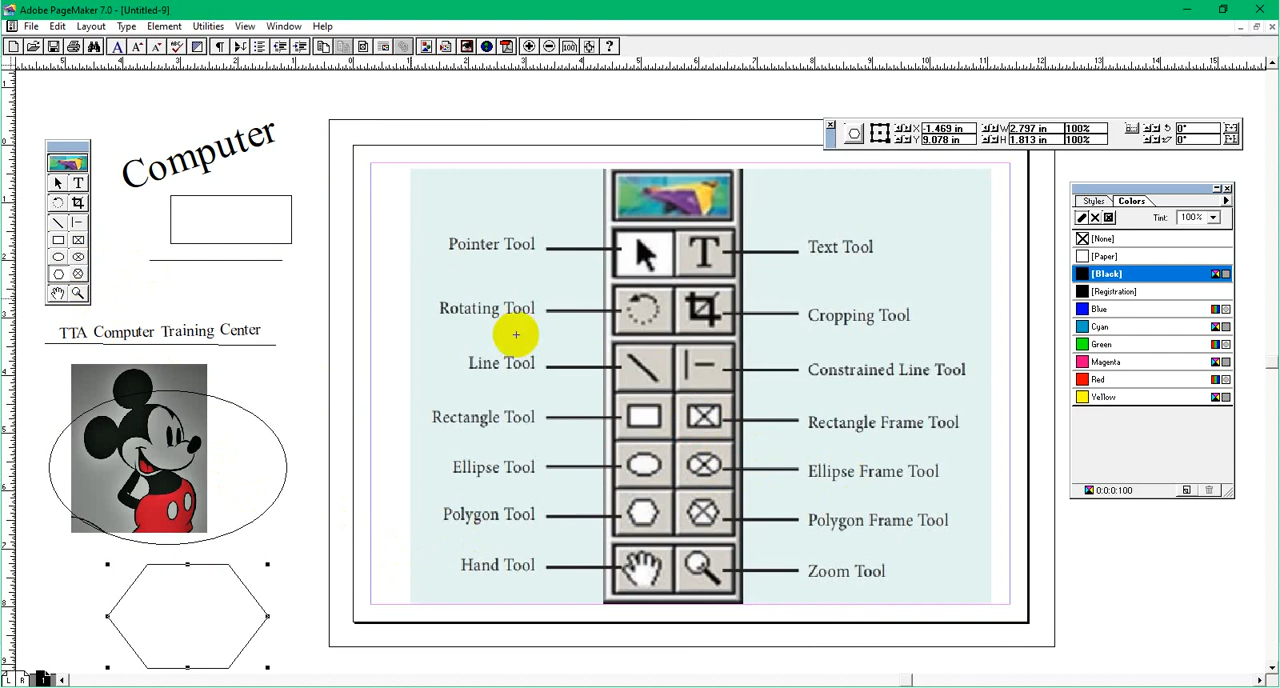 Adobe PageMaker 7.0 - [Untitled-9]
File Edit Layout Type Element Utilities View Window Help
X -1.469 in W 2.797 in 100% 0°
Y 9.078 in H 1.813 in 100% 0°
Computer
TTA Computer Training Center
Pointer Tool Text Tool
Rotating Tool Cropping Tool
Line Tool Constrained Line Tool
Rectangle Tool Rectangle Frame Tool
Ellipse Tool Ellipse Frame Tool
Polygon Tool Polygon Frame Tool
Hand Tool Zoom Tool
Styles Colors
Tint: 100%
[None]
[Paper]
[Black]
[Registration]
Blue
Cyan
Green
Magenta
Red
Yellow
0:0:0:100
L R 1